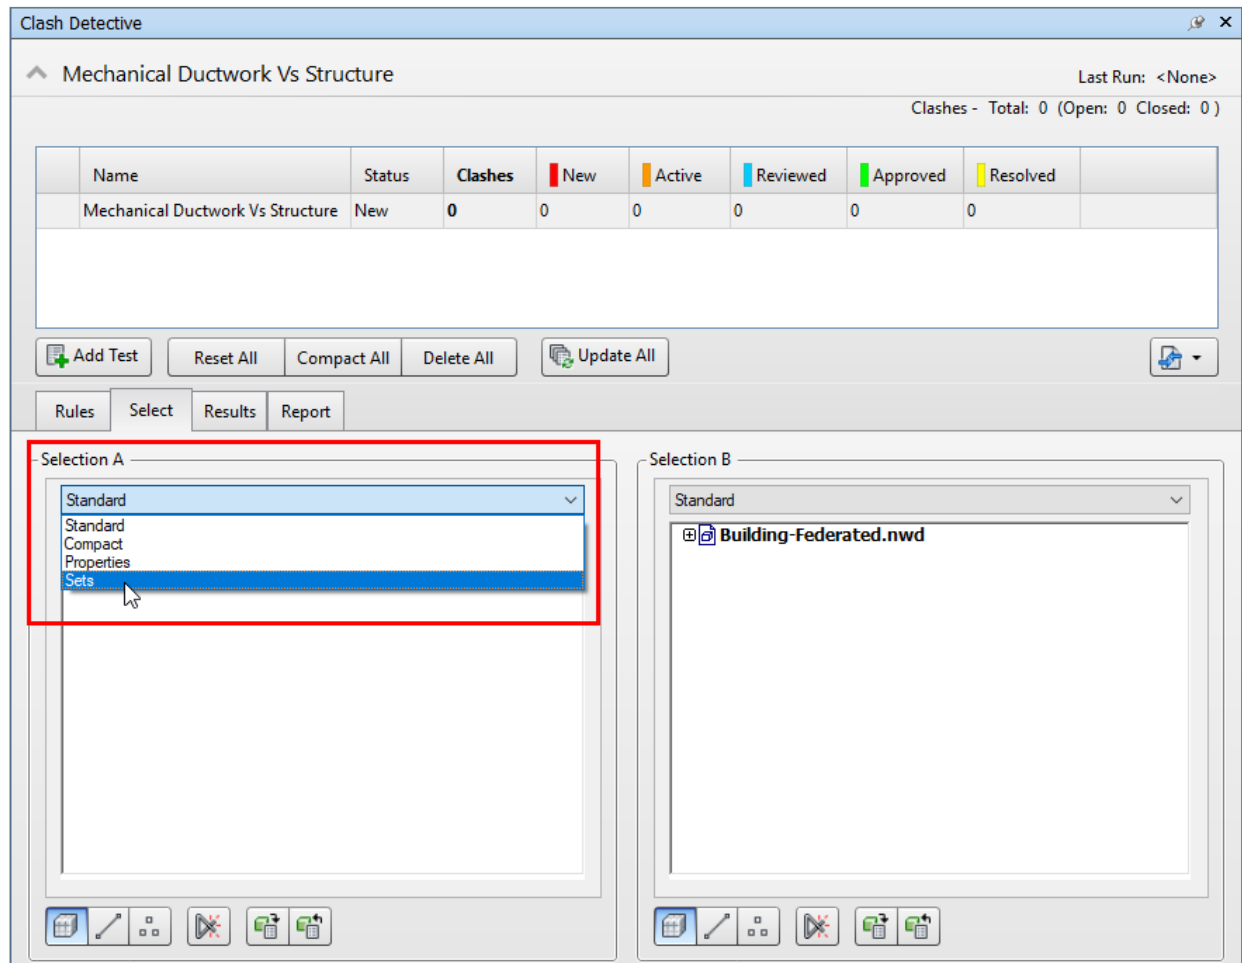 Clash Detective
Mechanical Ductwork Vs Structure
Last Run: <None>
Clashes - Total: 0 (Open: 0 Closed: 0 )
Name Status Clashes New Active Reviewed Approved Resolved
Mechanical Ductwork Vs Structure New 0 0 0 0 0 0
Add Test Reset All Compact All Delete All Update All
Rules Select Results Report
Selection A Selection B
Standard Standard
Standard Building-Federated.nwd
Compact
Properties
Sets